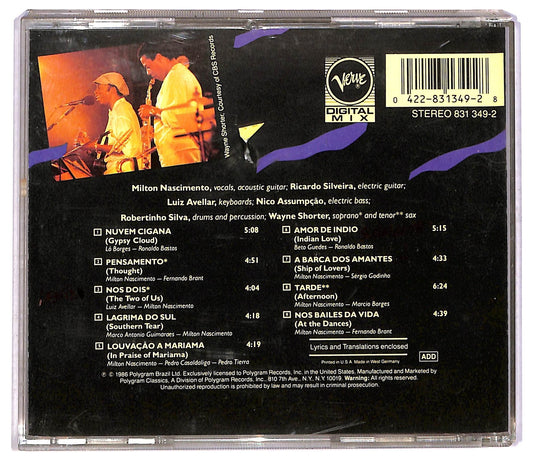 Wayne Shorter, Courtesy of CBS Records
Verve
DIGITAL
MIX
0 422-831349-2 8
STEREO 831 349-2
Milton Nascimento, vocals, acoustic guitar; Ricardo Silveira, electric guitar;
Luiz Avellar, keyboards; Nico Assumpção, electric bass;
Robertinho Silva, drums and percussion; Wayne Shorter, soprano* and tenor** sax
1 NUVEM CIGANA 5:08
(Gypsy Cloud)
Lô Borges - Ronaldo Bastos
2 PENSAMENTO* 4:51
(Thought)
Milton Nascimento - Fernando Brant
3 NOS DOIS* 4:04
(The Two of Us)
Luiz Avellar - Milton Nascimento
4 LAGRIMA DO SUL 4:18
(Southern Tear)
Marco Antonio Guimaraes - Milton Nascimento
5 LOUVAÇÃO A MARIAMA 4:19
(In Praise of Mariama)
Milton Nascimento - Pedro Casaldaliga - Pedro Tierra
6 AMOR DE INDIO 5:15
(Indian Love)
Beto Guedes - Ronaldo Bastos
7 A BARCA DOS AMANTES 4:33
(Ship of Lovers)
Milton Nascimento - Sérgio Godinho
8 TARDE** 6:24
(Afternoon)
Milton Nascimento - Marcio Borges
9 NOS BAILES DA VIDA 4:39
(At the Dances)
Milton Nascimento - Fernando Brant
Lyrics and Translations enclosed
Printed in U.S.A. Made in West Germany
ADD
℗ © 1986 Polygram Brazil Ltd. Exclusively licensed to Polygram Records, Inc. in the United States. Manufactured and Marketed by
Polygram Classics, A Division of Polygram Records, Inc., 810 7th Ave., N.Y., N.Y. 10019. Warning: All rights reserved.
Unauthorized reproduction is prohibited by law and may result in criminal prosecution.